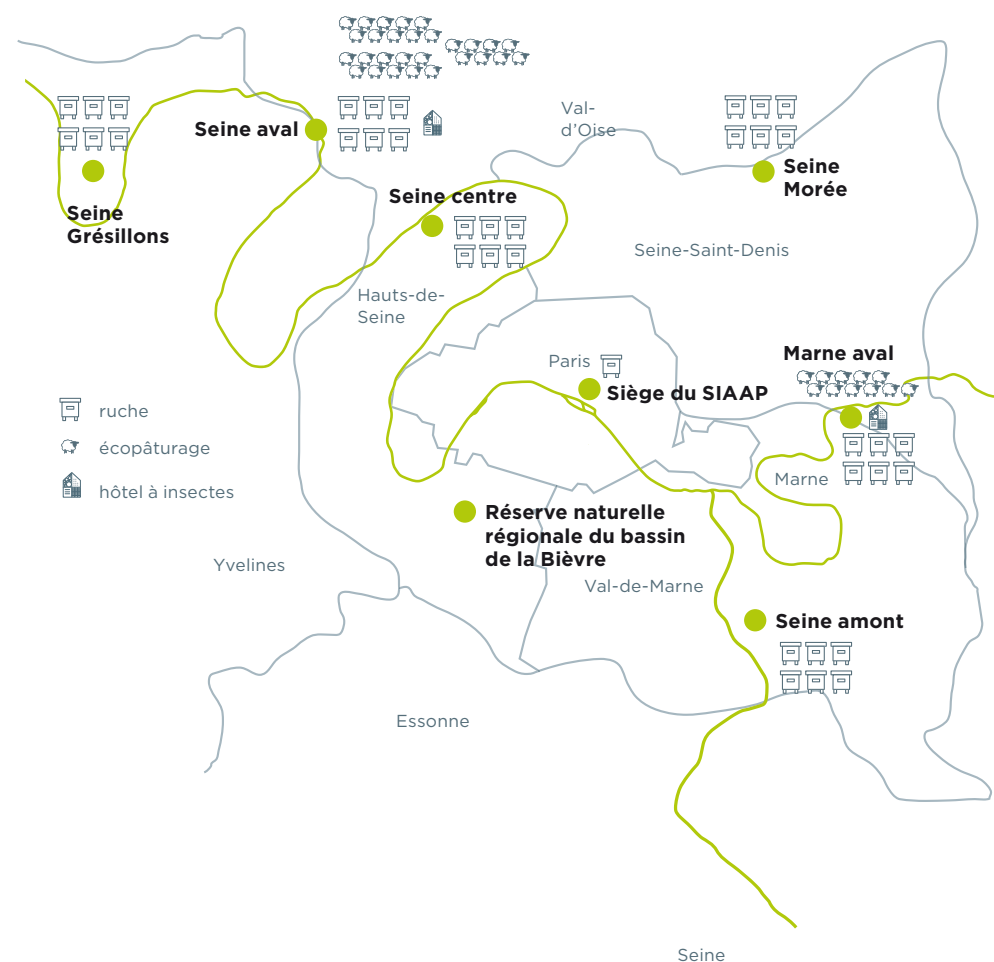 Val-
d'Oise
Seine aval
Seine
Morée
Seine centre
Seine
Grésillons
Seine-Saint-Denis
Hauts-de-
Seine
Paris
Marne aval
Siège du SIAAP
ruche
écopâturage
hôtel à insectes
Marne
Réserve naturelle
régionale du bassin
de la Bièvre
Yvelines
Val-de-Marne
Seine amont
Essonne
Seine